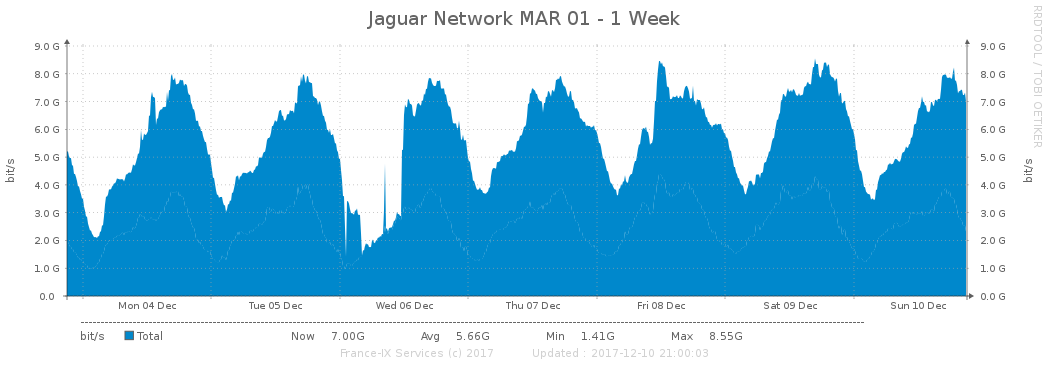 Jaguar Network MAR 01 - 1 Week
RRDTOOL / TOBI OETIKER
9.0 G 9.0 G
8.0 G 8.0 G
7.0 G 7.0 G
6.0 G 6.0 G
5.0 G 5.0 G
4.0 G 4.0 G
3.0 G 3.0 G
2.0 G 2.0 G
1.0 G 1.0 G
0.0 0.0 G
bit/s bit/s
Mon 04 Dec Tue 05 Dec Wed 06 Dec Thu 07 Dec Fri 08 Dec Sat 09 Dec Sun 10 Dec
bit/s Total Now 7.00G Avg 5.66G Min 1.41G Max 8.55G
France-IX Services (c) 2017 Updated : 2017-12-10 21:00:03